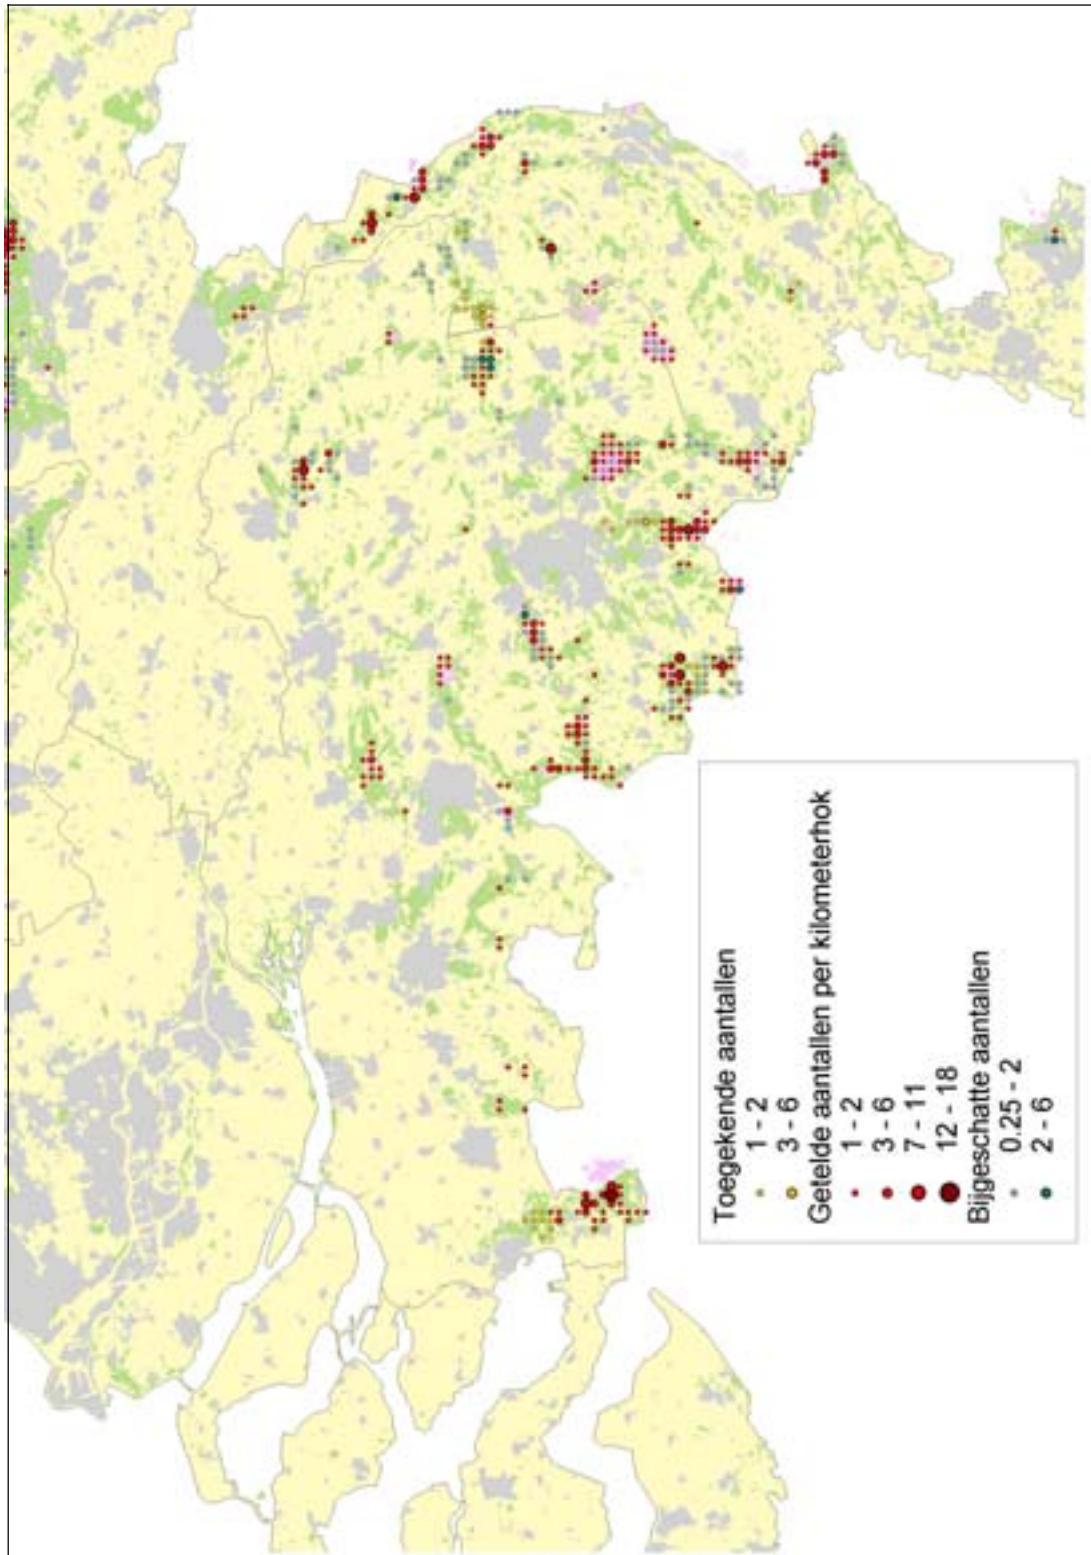 Toegekende aantallen
1 - 2
3 - 6
Getelde aantallen per kilometerhok
1 - 2
3 - 6
7 - 11
12 - 18
Bijgeschatte aantallen
0.25 - 2
2 - 6